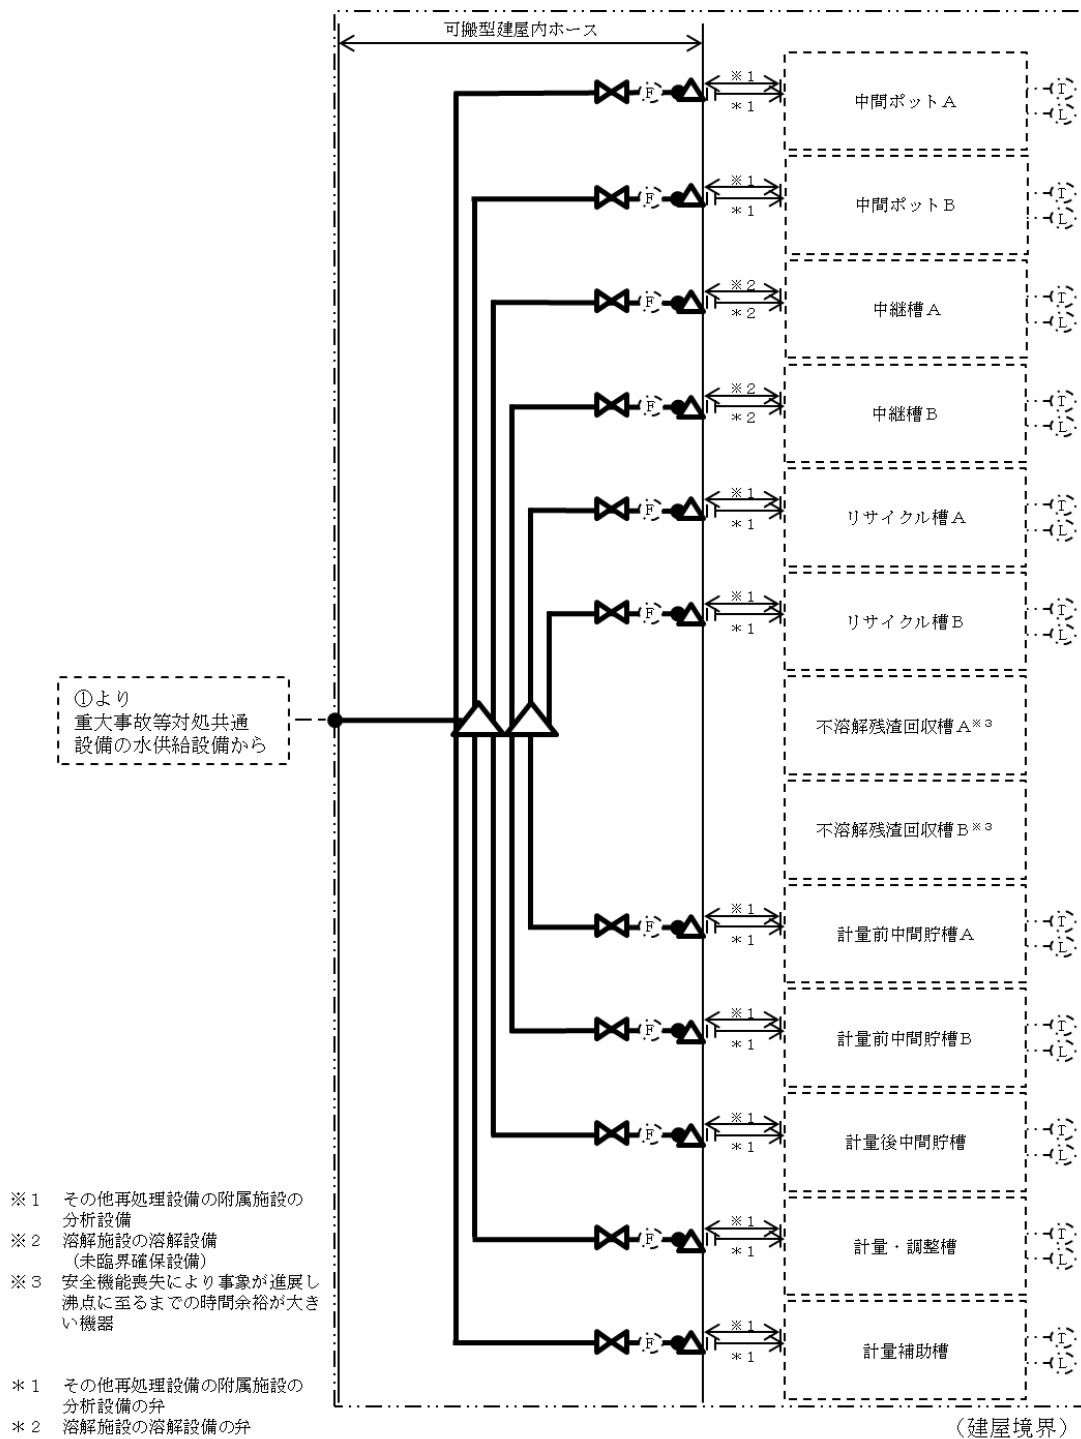 可搬型建屋内ホース
※1
F
*1
中間ポットA
T
L
※1
F
*1
中間ポットB
T
L
※2
F
*2
中継槽A
T
L
※2
F
*2
中継槽B
T
L
※1
F
*1
リサイクル槽A
T
L
※1
F
*1
リサイクル槽B
T
L
①より
重大事故等対処共通
設備の水供給設備から
不溶解残渣回収槽A※3
不溶解残渣回収槽B※3
※1
F
*1
計量前中間貯槽A
T
L
※1
F
*1
計量前中間貯槽B
T
L
※1
F
*1
計量後中間貯槽
T
L
※1
F
*1
計量・調整槽
T
L
※1
F
*1
計量補助槽
T
L
※1 その他再処理設備の附属施設の
分析設備
※2 溶解施設の溶解設備
(未臨界確保設備)
※3 安全機能喪失により事象が進展し
沸点に至るまでの時間余裕が大き
い機器
*1 その他再処理設備の附属施設の
分析設備の弁
*2 溶解施設の溶解設備の弁
(建屋境界)